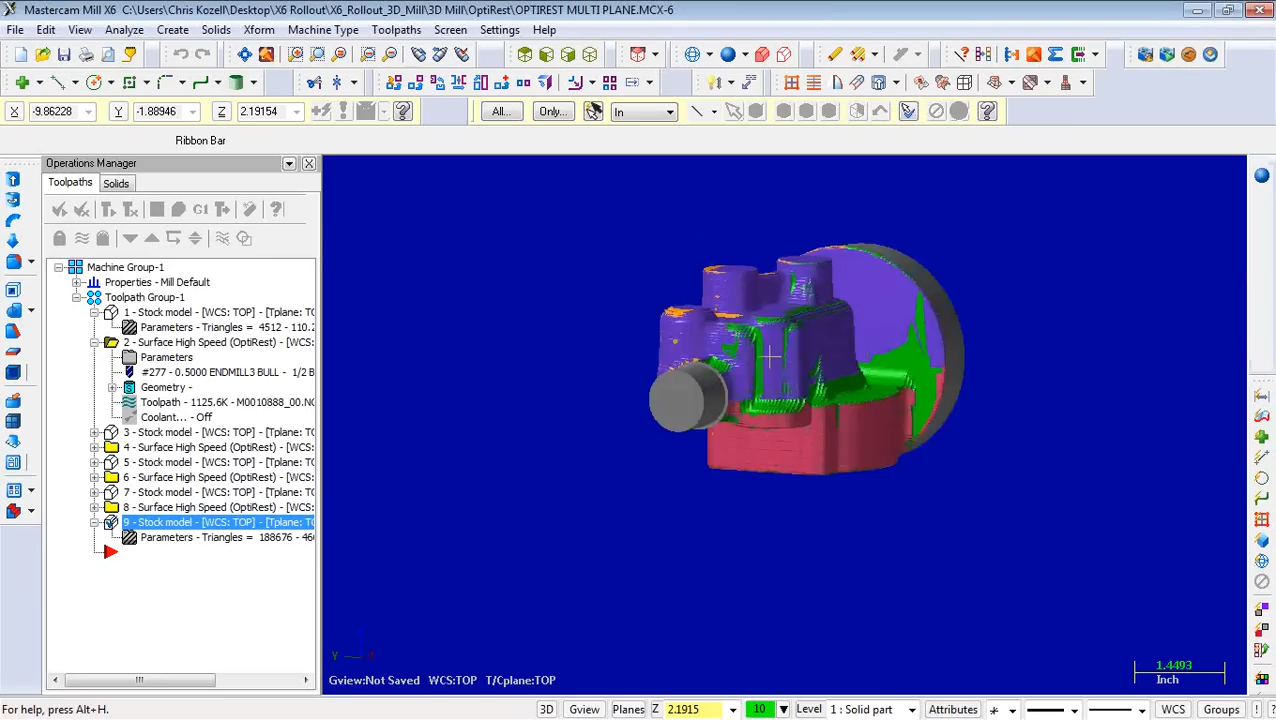 Mastercam Mill X6 C:\Users\Chris Kozell\Desktop\X6 Rollout\X6_Rollout_3D_Mill\3D Mill\OptiRest\OPTIREST MULTI PLANE.MCX-6
File Edit View Analyze Create Solids Xform Machine Type Toolpaths Screen Settings Help
X -9.86228 Y -1.88946 Z 2.19154 All... Only... In
Ribbon Bar
Operations Manager
Toolpaths Solids
G1
Machine Group-1
Properties - Mill Default
Toolpath Group-1
1 - Stock model - [WCS: TOP] - [Tplane: T
Parameters - Triangles = 4512 - 110.2
2 - Surface High Speed (OptiRest) - [WCS:
Parameters
#277 - 0.5000 ENDMILL3 BULL - 1/2 B
Geometry -
Toolpath - 1125.6K - M0010888_00.NC
Coolant... - Off
3 - Stock model - [WCS: TOP] - [Tplane: T
4 - Surface High Speed (OptiRest) - [WCS:
5 - Stock model - [WCS: TOP] - [Tplane: T
6 - Surface High Speed (OptiRest) - [WCS:
7 - Stock model - [WCS: TOP] - [Tplane: T
8 - Surface High Speed (OptiRest) - [WCS:
9 - Stock model - [WCS: TOP] - [Tplane: T
Parameters - Triangles = 188676 - 46
Y X
Gview:Not Saved WCS:TOP T/Cplane:TOP
1.4493
Inch
For help, press Alt+H.
3D Gview Planes Z 2.1915 10 Level 1 : Solid part Attributes WCS Groups ! ?